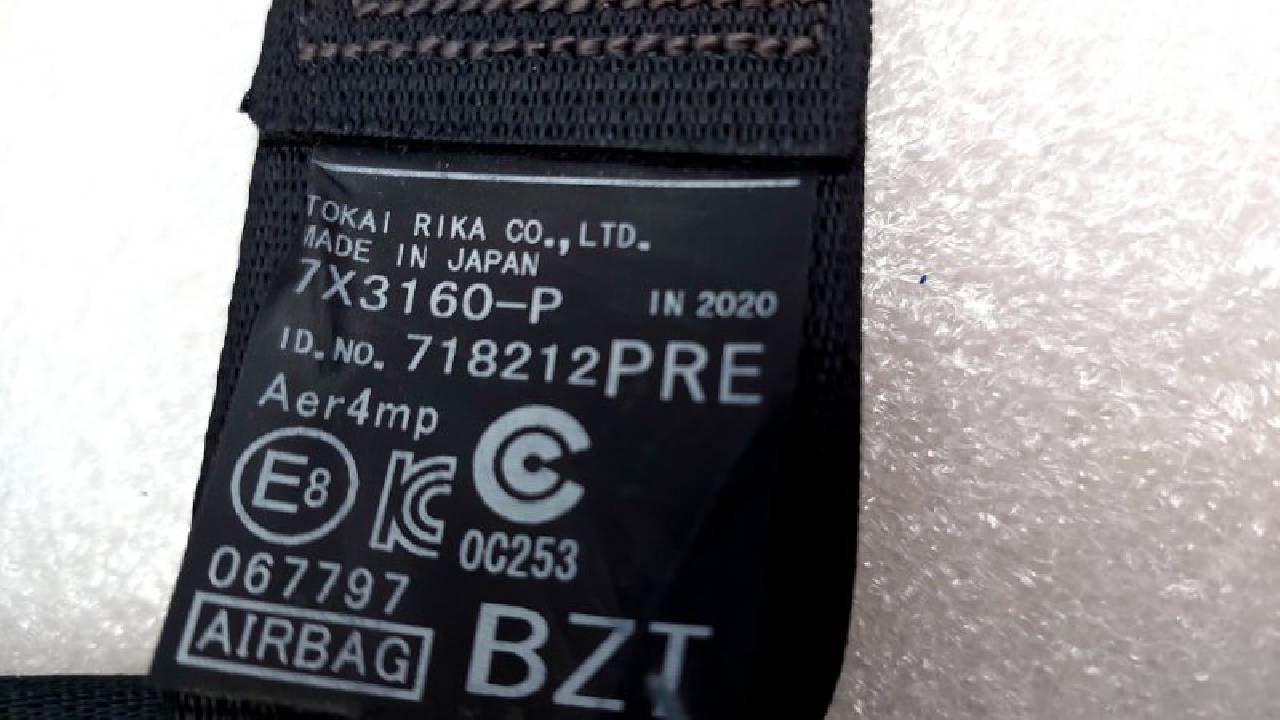 TOKAI RIKA CO.,LTD.
MADE IN JAPAN
7X3160-P IN 2020
ID.NO. 718212PRE
Aer4mp
E8 KC C
067797 OC253
AIRBAG BZT